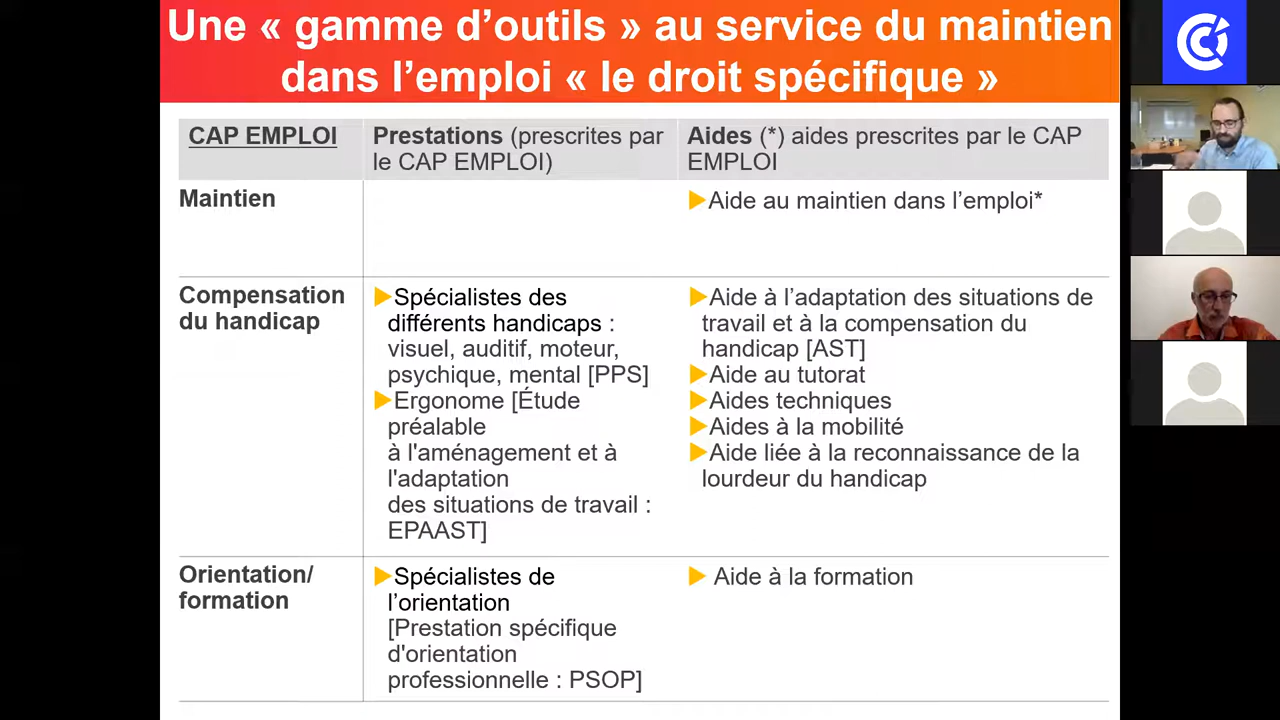 Une « gamme d’outils » au service du maintien
dans l’emploi « le droit spécifique »
CAP EMPLOI
Prestations (prescrites par
le CAP EMPLOI)
Aides (*) aides prescrites par le CAP
EMPLOI
Maintien
Aide au maintien dans l’emploi*
Compensation
du handicap
Spécialistes des
différents handicaps :
visuel, auditif, moteur,
psychique, mental [PPS]
Ergonome [Étude
préalable
à l'aménagement et à
l'adaptation
des situations de travail :
EPAAST]
Aide à l’adaptation des situations de
travail et à la compensation du
handicap [AST]
Aide au tutorat
Aides techniques
Aides à la mobilité
Aide liée à la reconnaissance de la
lourdeur du handicap
Orientation/
formation
Spécialistes de
l’orientation
[Prestation spécifique
d'orientation
professionnelle : PSOP]
Aide à la formation